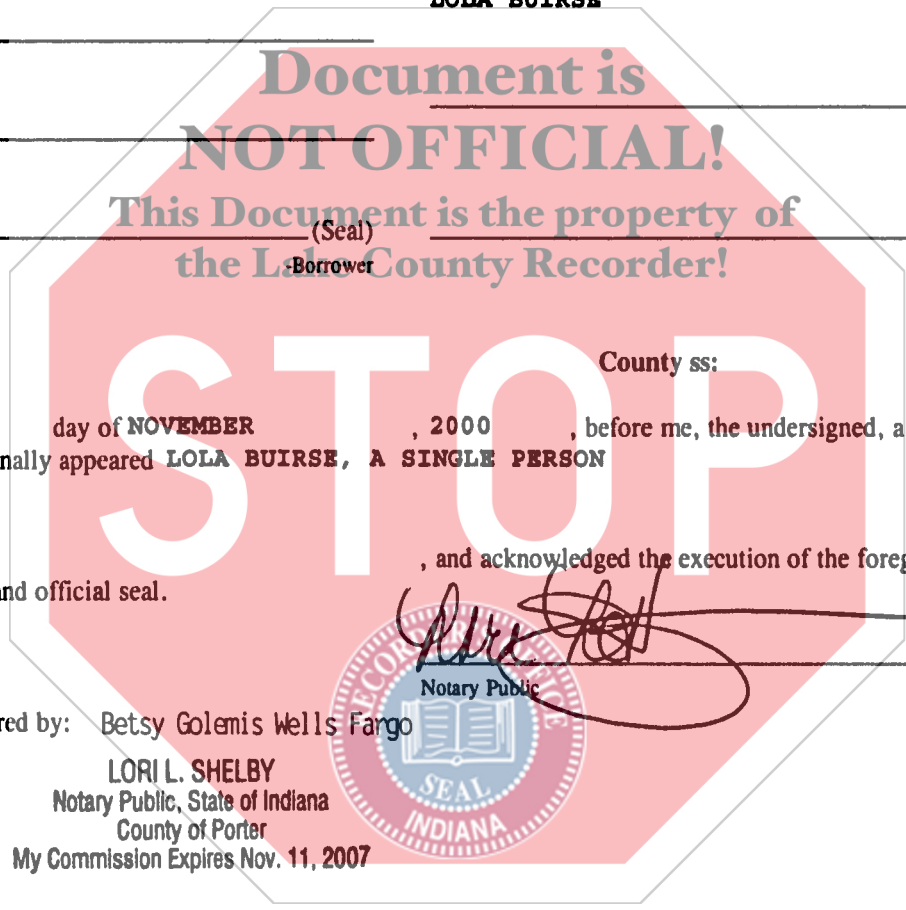 LOLA BUIRSE
Document is
NOT OFFICIAL!
This Document is the property of
(Seal)
the Lake County Recorder!
-Borrower
STOP
County ss:
day of NOVEMBER , 2000 , before me, the undersigned, a
nally appeared LOLA BUIRSE, A SINGLE PERSON
, and acknowledged the execution of the foreg
and official seal.
Notary Public
RECORDER'S OFFICE
SEAL
INDIANA
red by: Betsy Golemis Wells Fargo
LORI L. SHELBY
Notary Public, State of Indiana
County of Porter
My Commission Expires Nov. 11, 2007